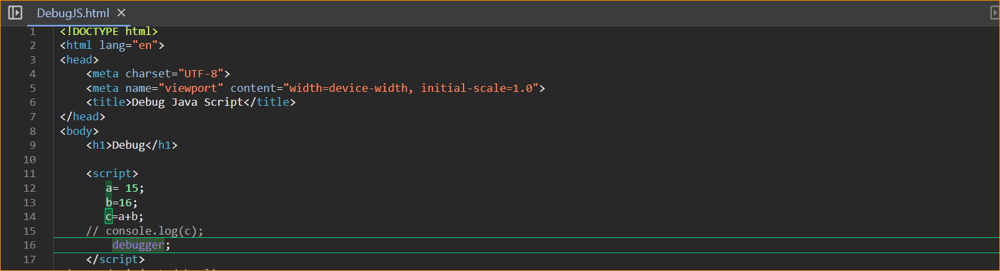 DebugJS.html ×
1 <!DOCTYPE html>
2 <html lang="en">
3 <head>
4     <meta charset="UTF-8">
5     <meta name="viewport" content="width=device-width, initial-scale=1.0">
6     <title>Debug Java Script</title>
7 </head>
8 <body>
9     <h1>Debug</h1>
10
11     <script>
12        a= 15;
13        b=16;
14        c=a+b;
15     // console.log(c);
16         debugger;
17     </script>